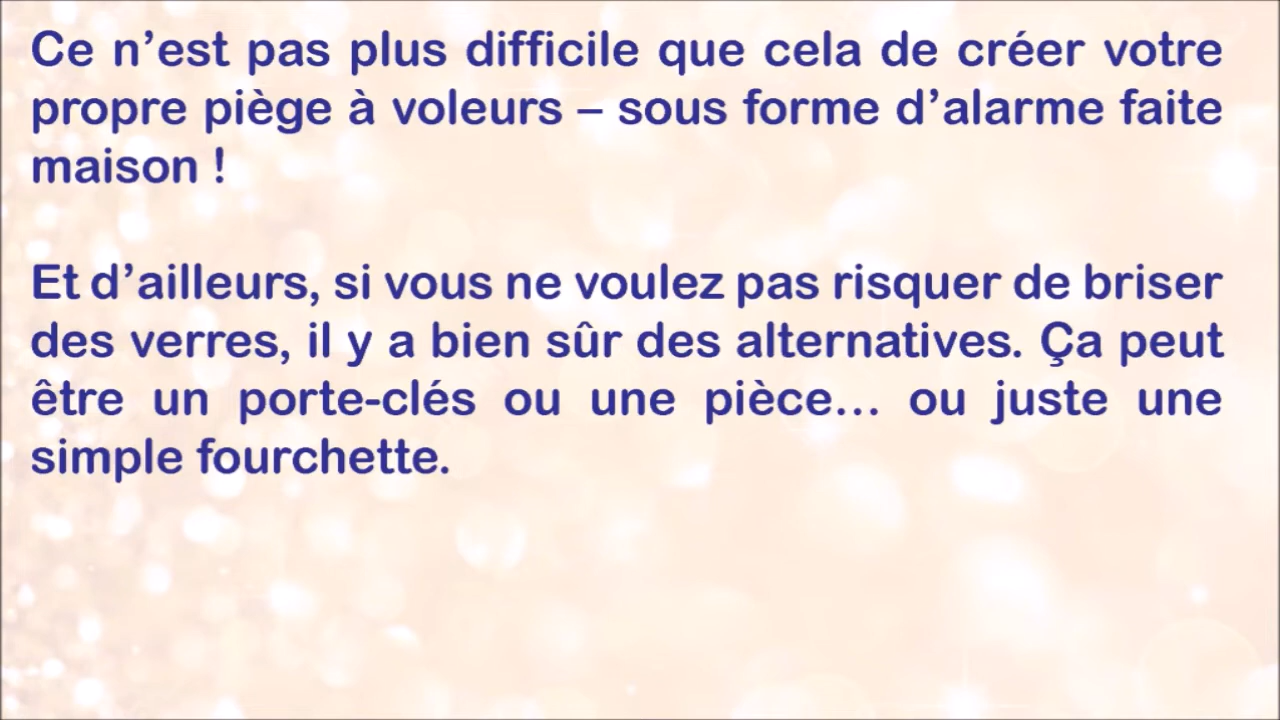 Ce n’est pas plus difficile que cela de créer votre
propre piège à voleurs – sous forme d’alarme faite
maison !
Et d’ailleurs, si vous ne voulez pas risquer de briser
des verres, il y a bien sûr des alternatives. Ça peut
être un porte-clés ou une pièce… ou juste une
simple fourchette.